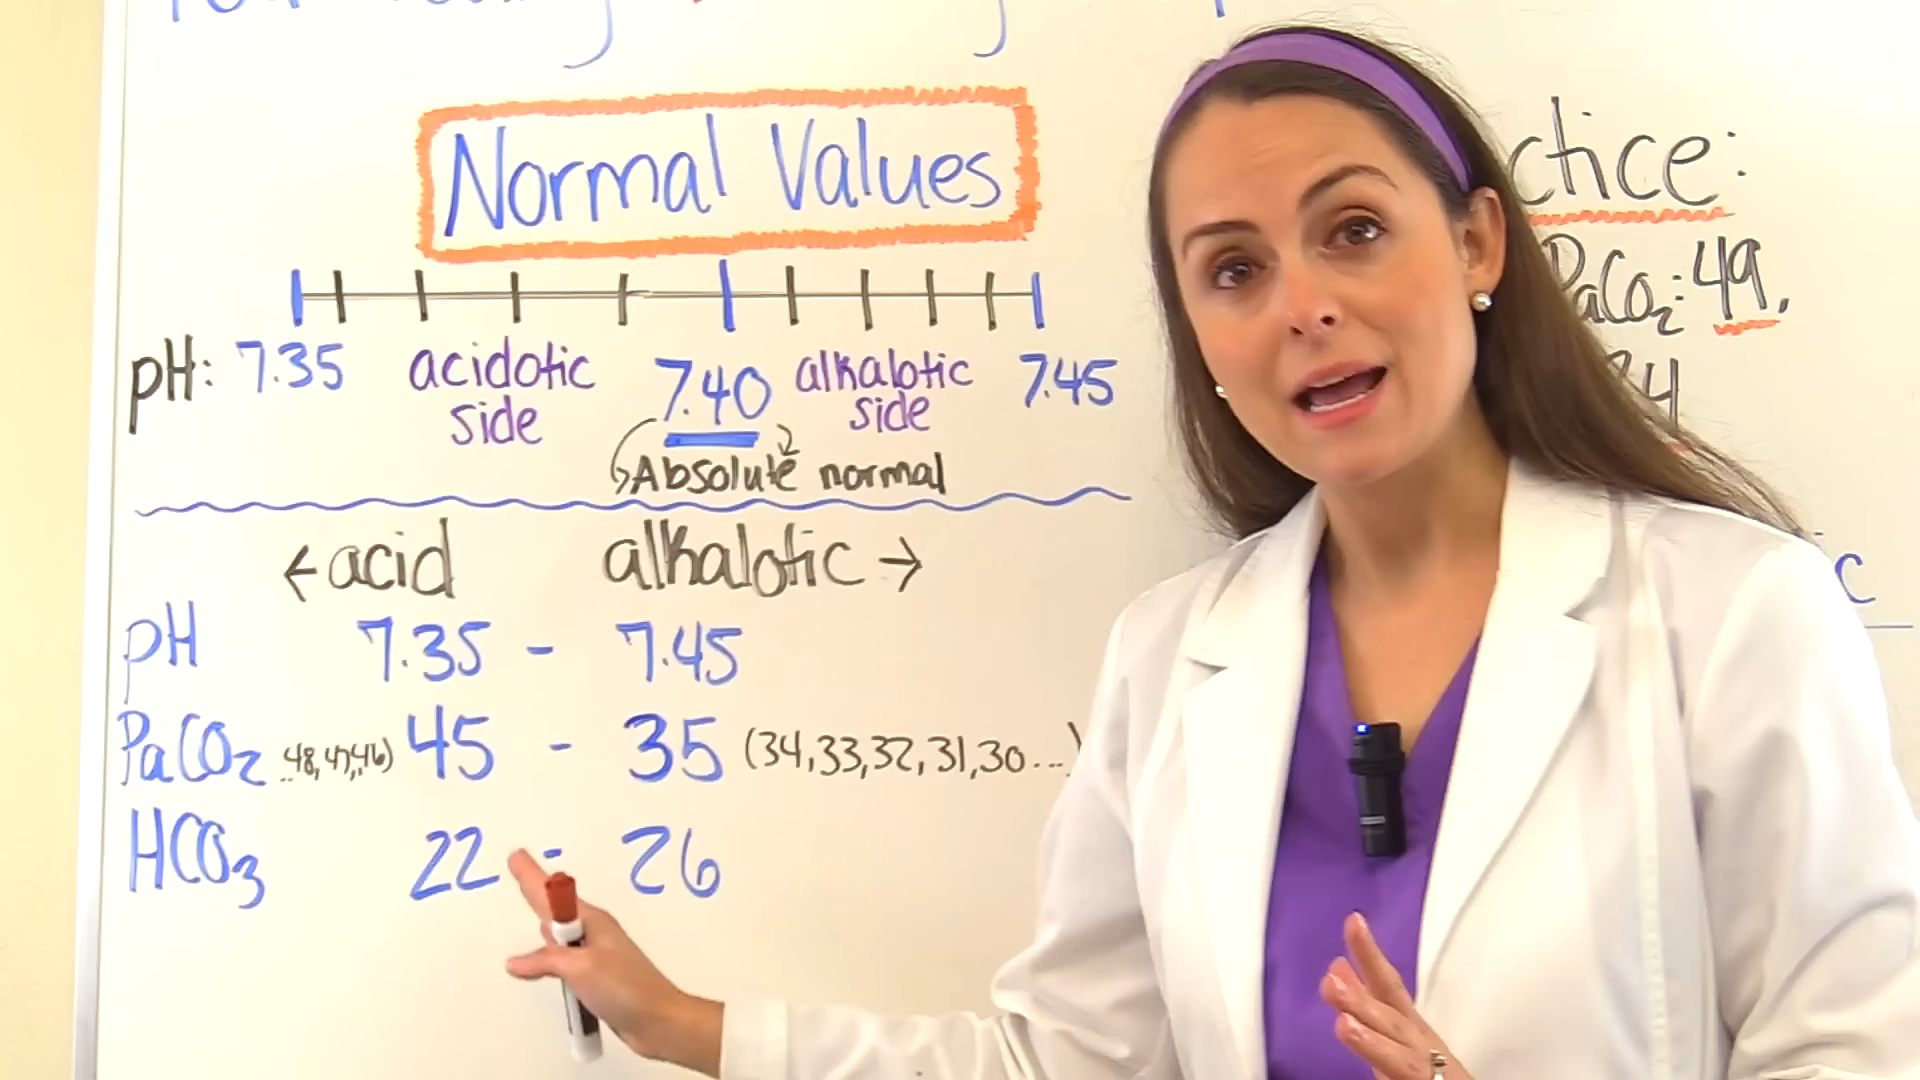 Normal Values
pH: 7.35 acidotic side 7.40 alkalotic side 7.45
Absolute normal
← acid alkalotic →
pH 7.35 - 7.45
PaCO₂ ..48,47,46) 45 - 35 (34,33,32,31,30...)
HCO₃ 22 - 26
ctice:
PaCO₂: 49,